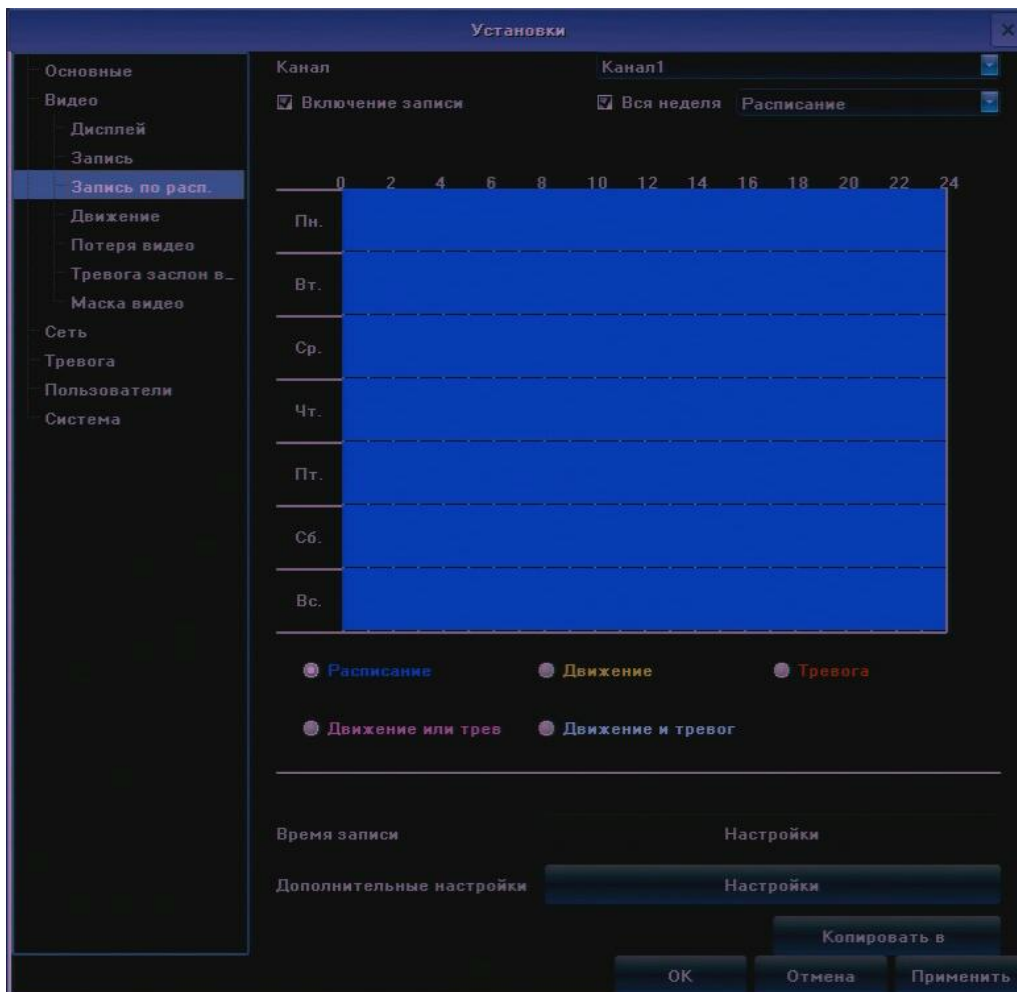 Установки
Основные
Видео
Дисплей
Запись
Запись по расп.
Движение
Потеря видео
Тревога заслон в_
Маска видео
Сеть
Тревога
Пользователи
Система
Канал
Канал1
Включение записи
Вся неделя
Расписание
0 2 4 6 8 10 12 14 16 18 20 22 24
Пн.
Вт.
Ср.
Чт.
Пт.
Сб.
Вс.
Расписание
Движение
Тревога
Движение или трев
Движение и тревог
Время записи
Настройки
Дополнительные настройки
Настройки
Копировать в
OK
Отмена
Применить